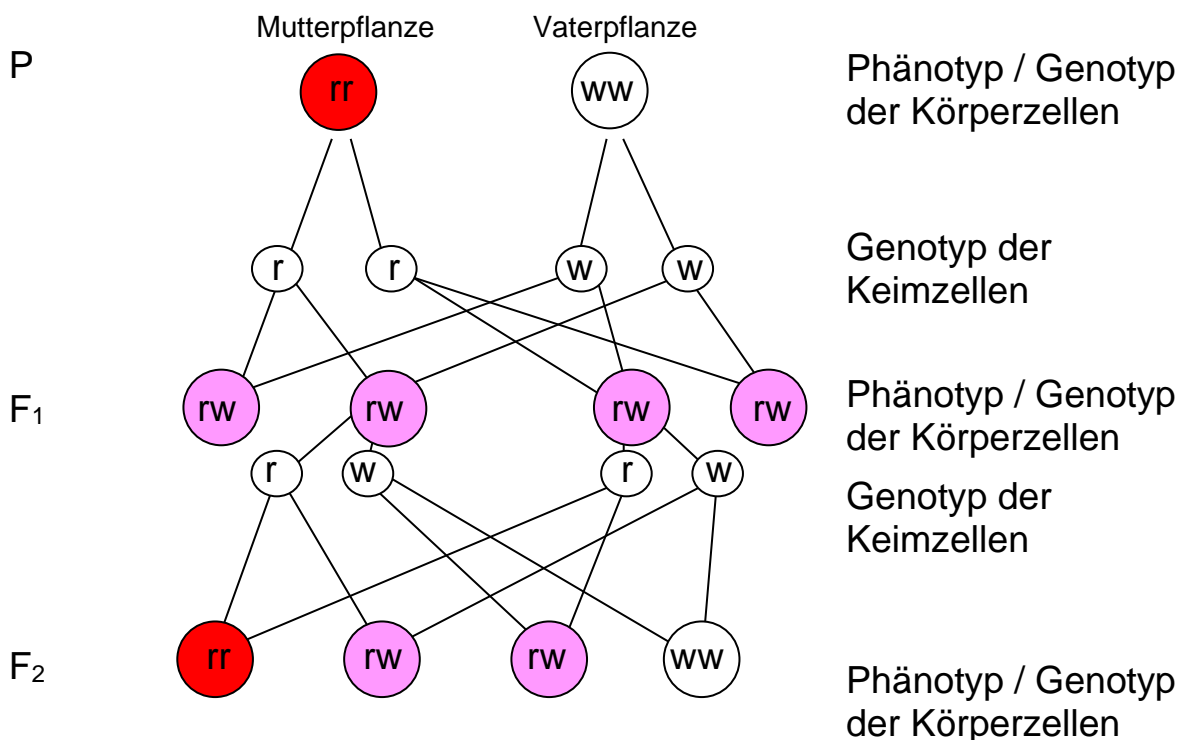 Mutterpflanze Vaterpflanze
P rr ww Phänotyp / Genotyp
der Körperzellen
r r w w Genotyp der
Keimzellen
F₁ rw rw rw rw Phänotyp / Genotyp
der Körperzellen
r w r w Genotyp der
Keimzellen
F₂ rr rw rw ww Phänotyp / Genotyp
der Körperzellen